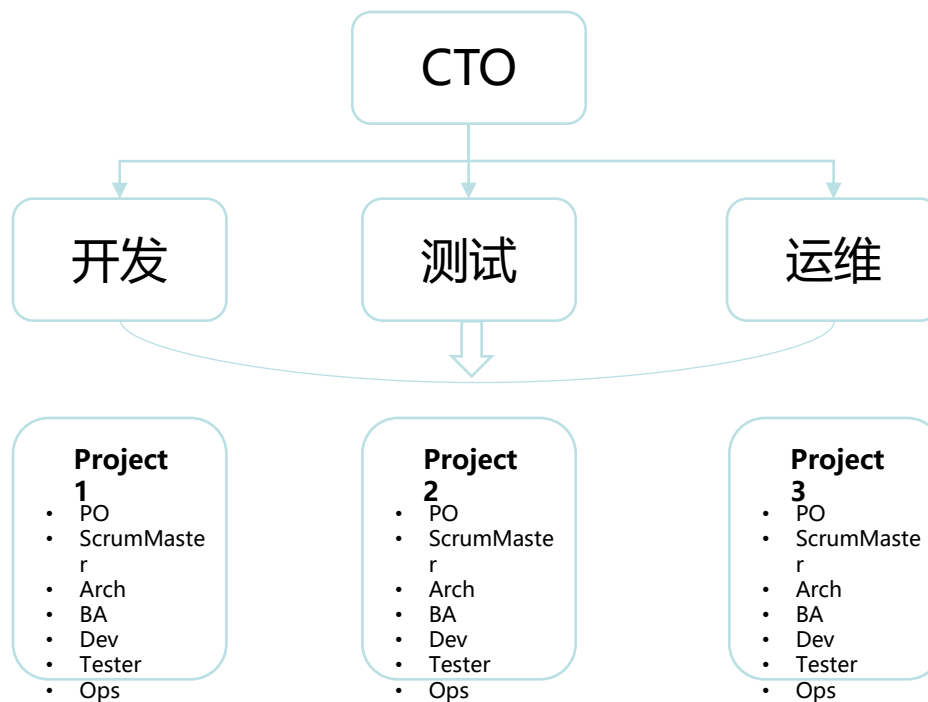 CTO
开发
测试
运维
Project
1
• PO
• ScrumMaste
r
• Arch
• BA
• Dev
• Tester
• Ops
Project
2
• PO
• ScrumMaste
r
• Arch
• BA
• Dev
• Tester
• Ops
Project
3
• PO
• ScrumMaste
r
• Arch
• BA
• Dev
• Tester
• Ops